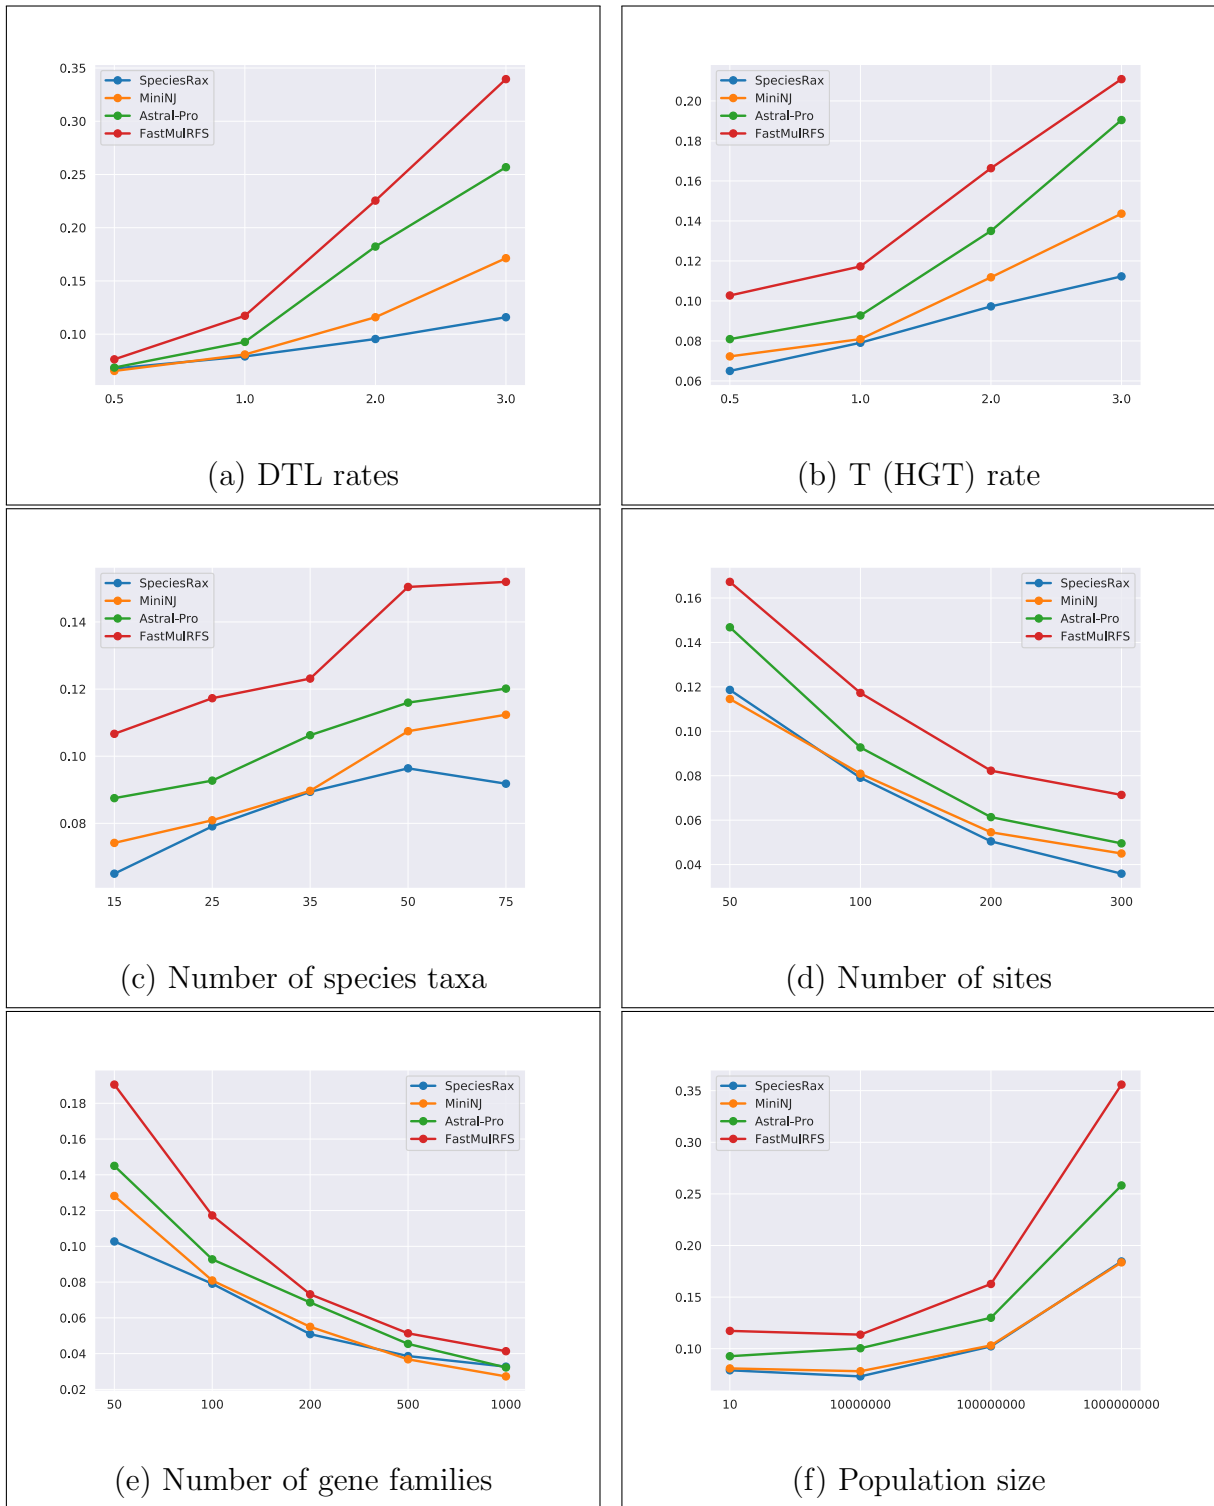 0.35
0.30
0.25
0.20
0.15
0.10
SpeciesRax
MiniNJ
Astral-Pro
FastMulRFS
0.5 1.0 2.0 3.0
(a) DTL rates
0.20
0.18
0.16
0.14
0.12
0.10
0.08
0.06
SpeciesRax
MiniNJ
Astral-Pro
FastMulRFS
0.5 1.0 2.0 3.0
(b) T (HGT) rate
0.14
0.12
0.10
0.08
SpeciesRax
MiniNJ
Astral-Pro
FastMulRFS
15 25 35 50 75
(c) Number of species taxa
0.16
0.14
0.12
0.10
0.08
0.06
0.04
SpeciesRax
MiniNJ
Astral-Pro
FastMulRFS
50 100 200 300
(d) Number of sites
0.18
0.16
0.14
0.12
0.10
0.08
0.06
0.04
0.02
SpeciesRax
MiniNJ
Astral-Pro
FastMulRFS
50 100 200 500 1000
(e) Number of gene families
0.35
0.30
0.25
0.20
0.15
0.10
SpeciesRax
MiniNJ
Astral-Pro
FastMulRFS
10 10000000 100000000 1000000000
(f) Population size